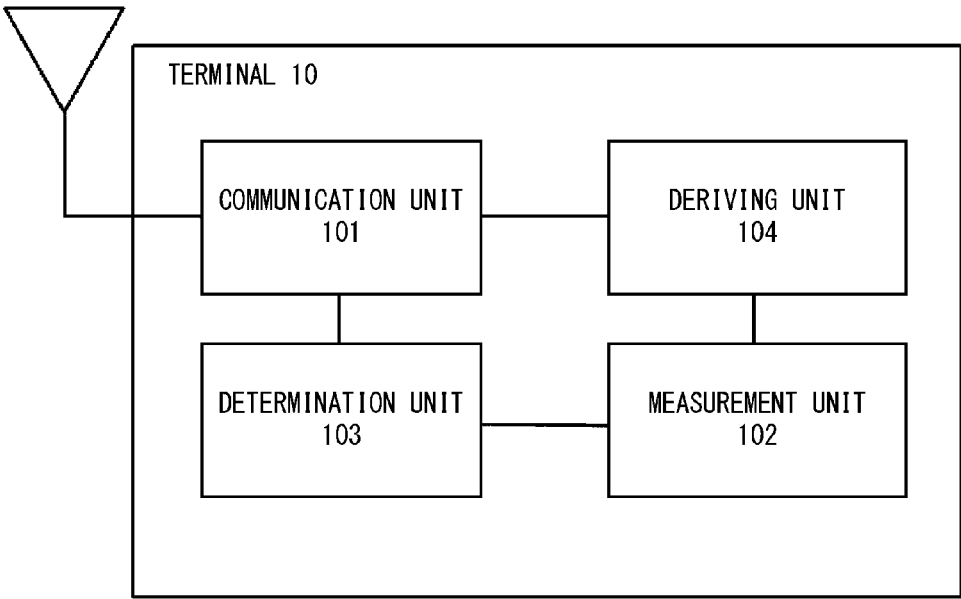 TERMINAL 10
COMMUNICATION UNIT
101
DERIVING UNIT
104
DETERMINATION UNIT
103
MEASUREMENT UNIT
102